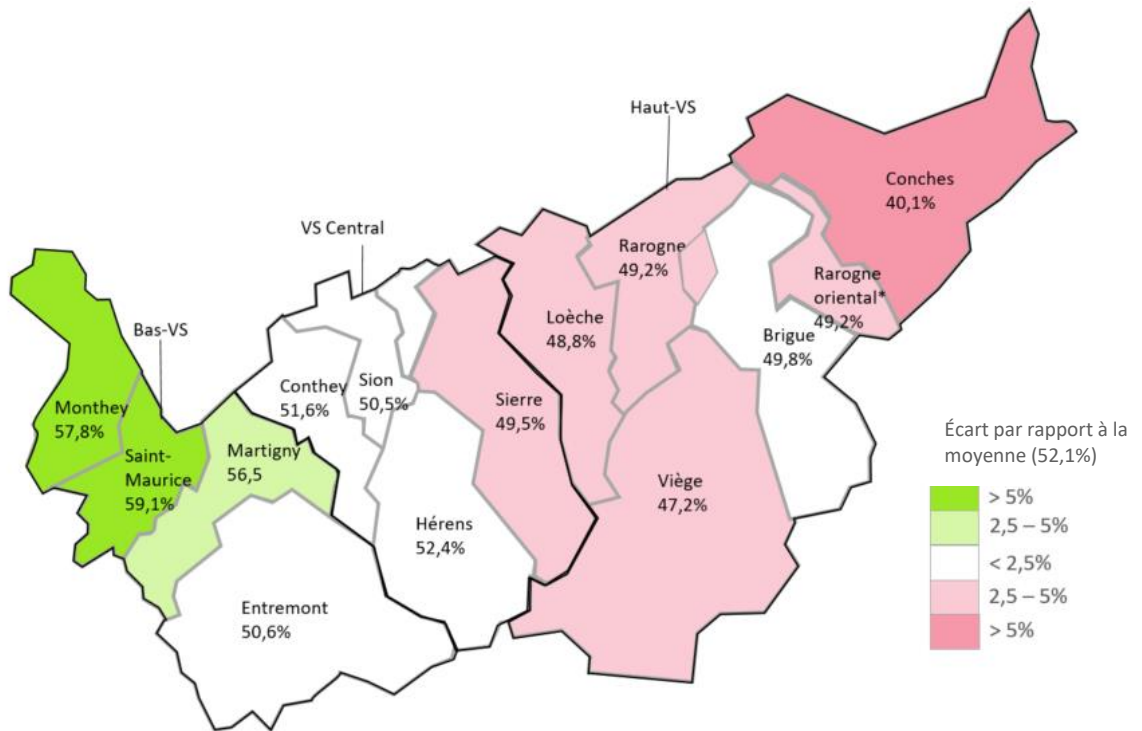 Haut-VS
Conches
40,1%
VS Central
Rarogne
49,2%
Rarogne
oriental*
49,2%
Bas-VS
Loèche
48,8%
Brigue
49,8%
Conthey
51,6%
Sion
50,5%
Sierre
49,5%
Monthey
57,8%
Saint-
Maurice
59,1%
Martigny
56,5
Viège
47,2%
Hérens
52,4%
Entremont
50,6%
Écart par rapport à la
moyenne (52,1%)
> 5%
2,5 – 5%
< 2,5%
2,5 – 5%
> 5%